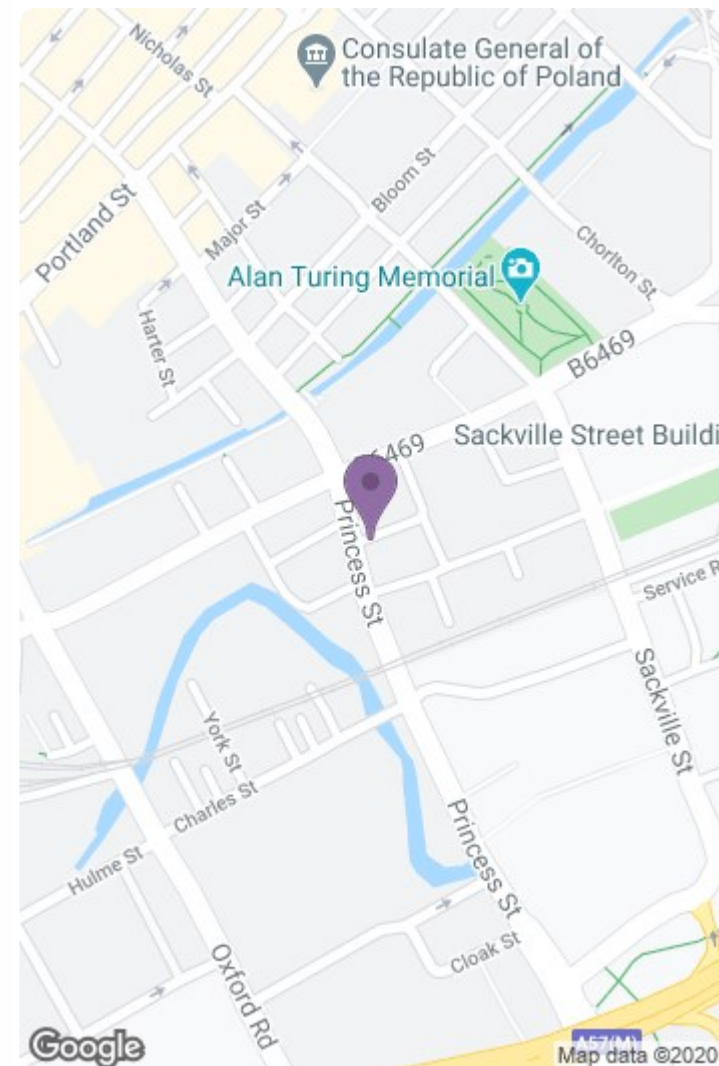 Nicholas St
Consulate General of
the Republic of Poland
Bloom St
Portland St
Major St
Chorlton St
Alan Turing Memorial
Harter St
B6469
6469
Sackville Street Buildi
Princess St
Service R
Sackville St
York St
Charles St
Hulme St
Princess St
Oxford Rd
Cloak St
A57(M)
Google
Map data ©2020